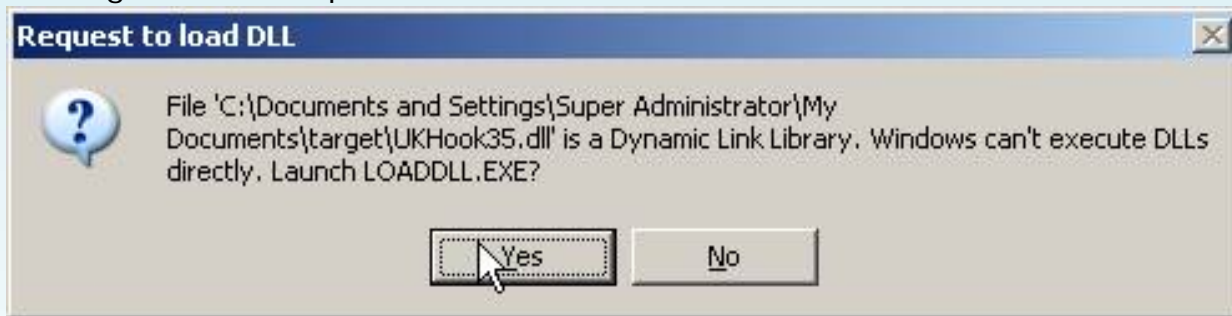 Request to load DLL
File 'C:\Documents and Settings\Super Administrator\My
Documents\target\UKHook35.dll' is a Dynamic Link Library. Windows can't execute DLLs
directly. Launch LOADDLL.EXE?
Yes
No